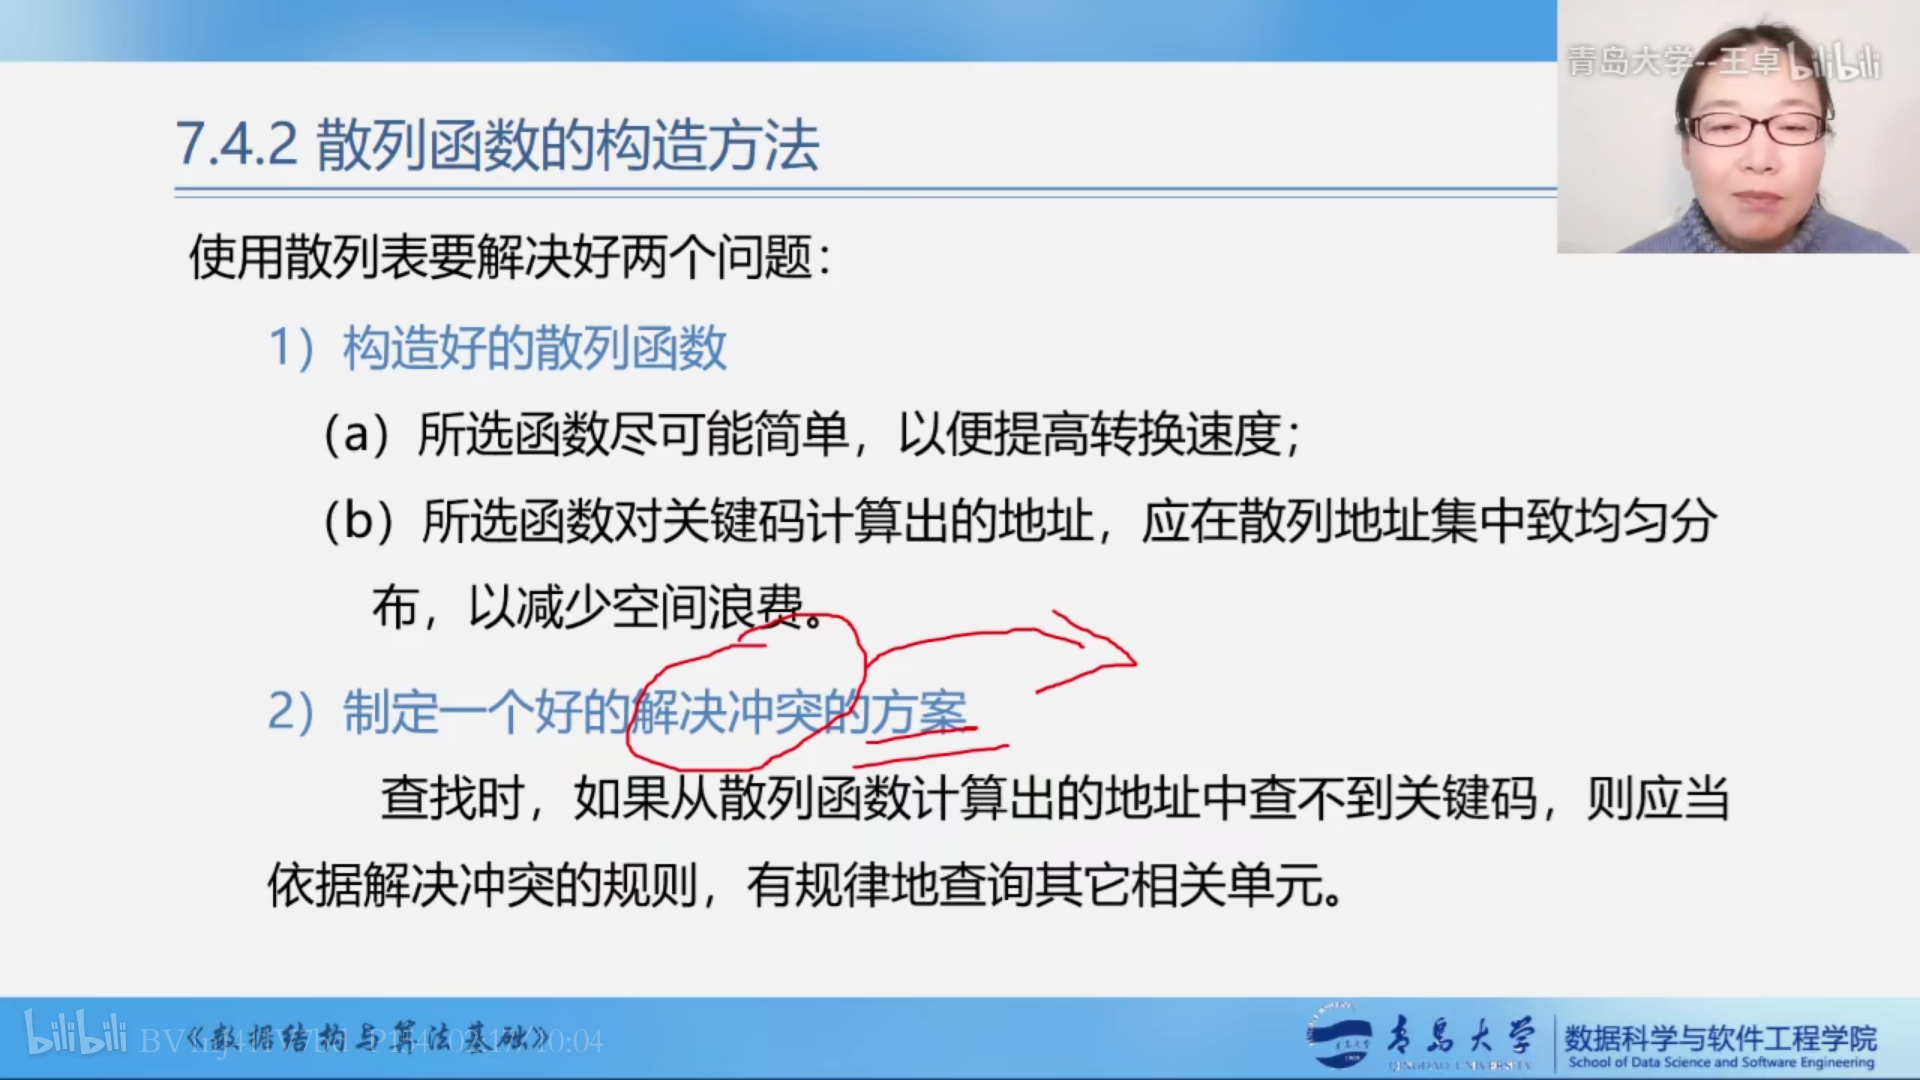 青岛大学--王卓 bilibili
7.4.2 散列函数的构造方法
使用散列表要解决好两个问题：
1）构造好的散列函数
（a）所选函数尽可能简单，以便提高转换速度；
（b）所选函数对关键码计算出的地址，应在散列地址集中致均匀分
布，以减少空间浪费。
2）制定一个好的解决冲突的方案
查找时，如果从散列函数计算出的地址中查不到关键码，则应当
依据解决冲突的规则，有规律地查询其它相关单元。
bilibili
《数据结构与算法基础》
青岛大学
QINGDAO UNIVERSITY
数据科学与软件工程学院
School of Data Science and Software Engineering